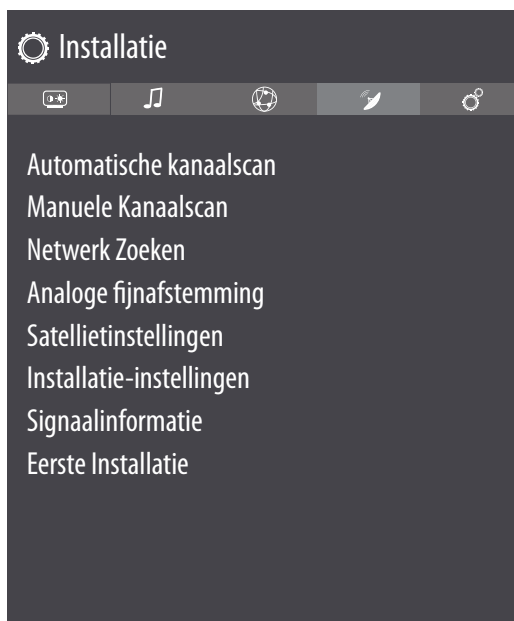 Installatie
Automatische kanaalscan
Manuele Kanaalscan
Netwerk Zoeken
Analoge fijnafstemming
Satellietinstellingen
Installatie-instellingen
Signaalinformatie
Eerste Installatie